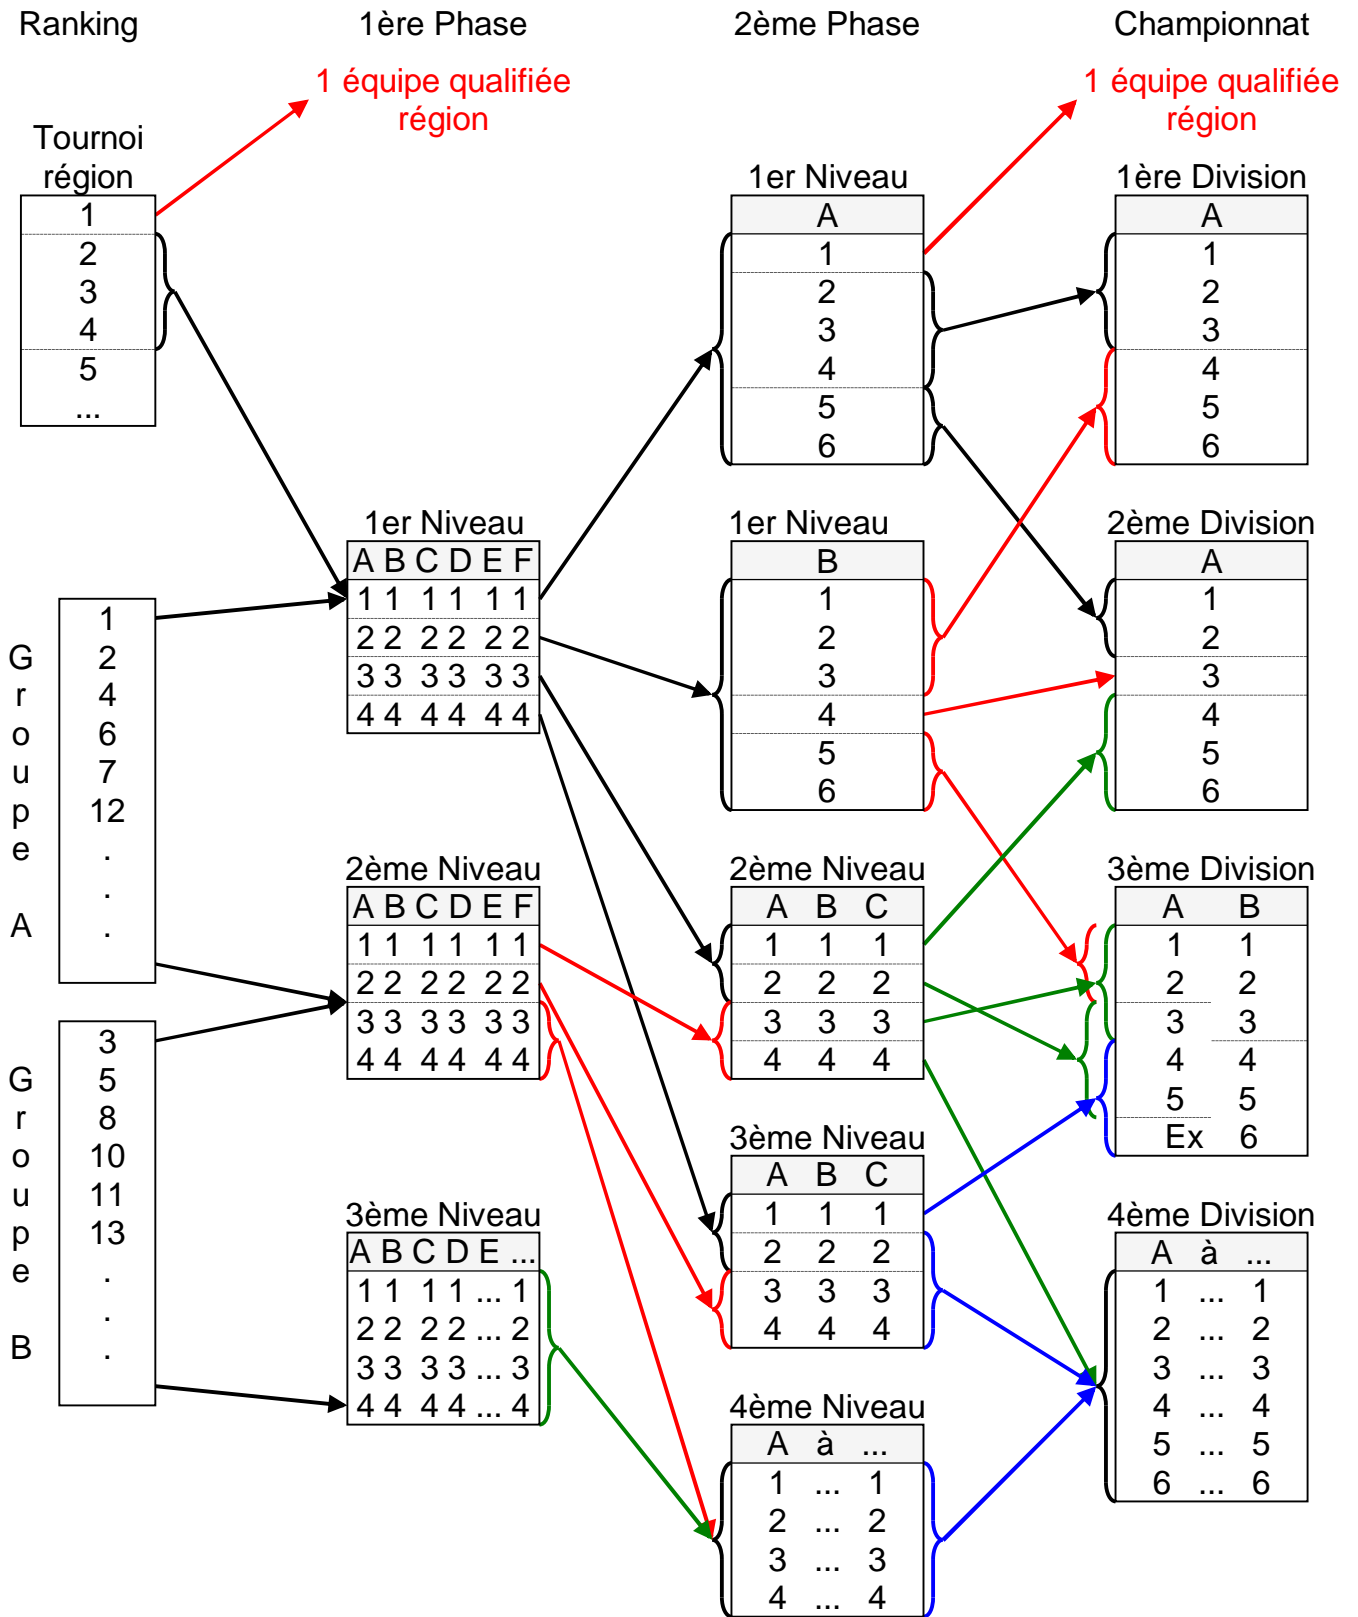 Ranking
1ère Phase
2ème Phase
Championnat
1 équipe qualifiée
région
1 équipe qualifiée
région
Tournoi
région
1
2
3
4
5
...
G
r
o
u
p
e
A
1
2
4
6
7
12
.
.
.
G
r
o
u
p
e
B
3
5
8
10
11
13
.
.
.
1er Niveau
A B C D E F
1 1 1 1 1 1
2 2 2 2 2 2
3 3 3 3 3 3
4 4 4 4 4 4
2ème Niveau
A B C D E F
1 1 1 1 1 1
2 2 2 2 2 2
3 3 3 3 3 3
4 4 4 4 4 4
3ème Niveau
A B C D E ...
1 1 1 1 ... 1
2 2 2 2 ... 2
3 3 3 3 ... 3
4 4 4 4 ... 4
1er Niveau
A
1
2
3
4
5
6
1er Niveau
B
1
2
3
4
5
6
2ème Niveau
A B C
1 1 1
2 2 2
3 3 3
4 4 4
3ème Niveau
A B C
1 1 1
2 2 2
3 3 3
4 4 4
4ème Niveau
A à ...
1 ... 1
2 ... 2
3 ... 3
4 ... 4
1ère Division
A
1
2
3
4
5
6
2ème Division
A
1
2
3
4
5
6
3ème Division
A B
1 1
2 2
3 3
4 4
5 5
Ex 6
4ème Division
A à ...
1 ... 1
2 ... 2
3 ... 3
4 ... 4
5 ... 5
6 ... 6